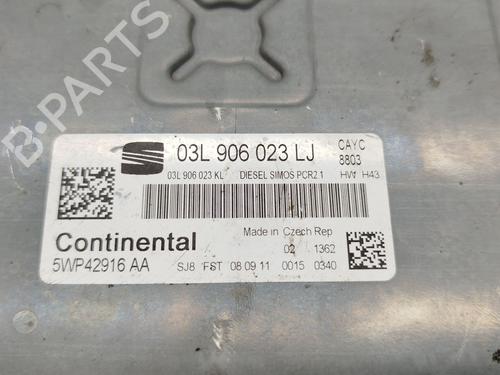 03L 906 023 LJ
CAYC
8803
03L 906 023 KL DIESEL SIMOS PCR2.1 HW H43
Continental
Made in Czech Rep
02 1362
5WP42916 AA SJ8 FST 08 09 11 0015 0340
B-PARTS